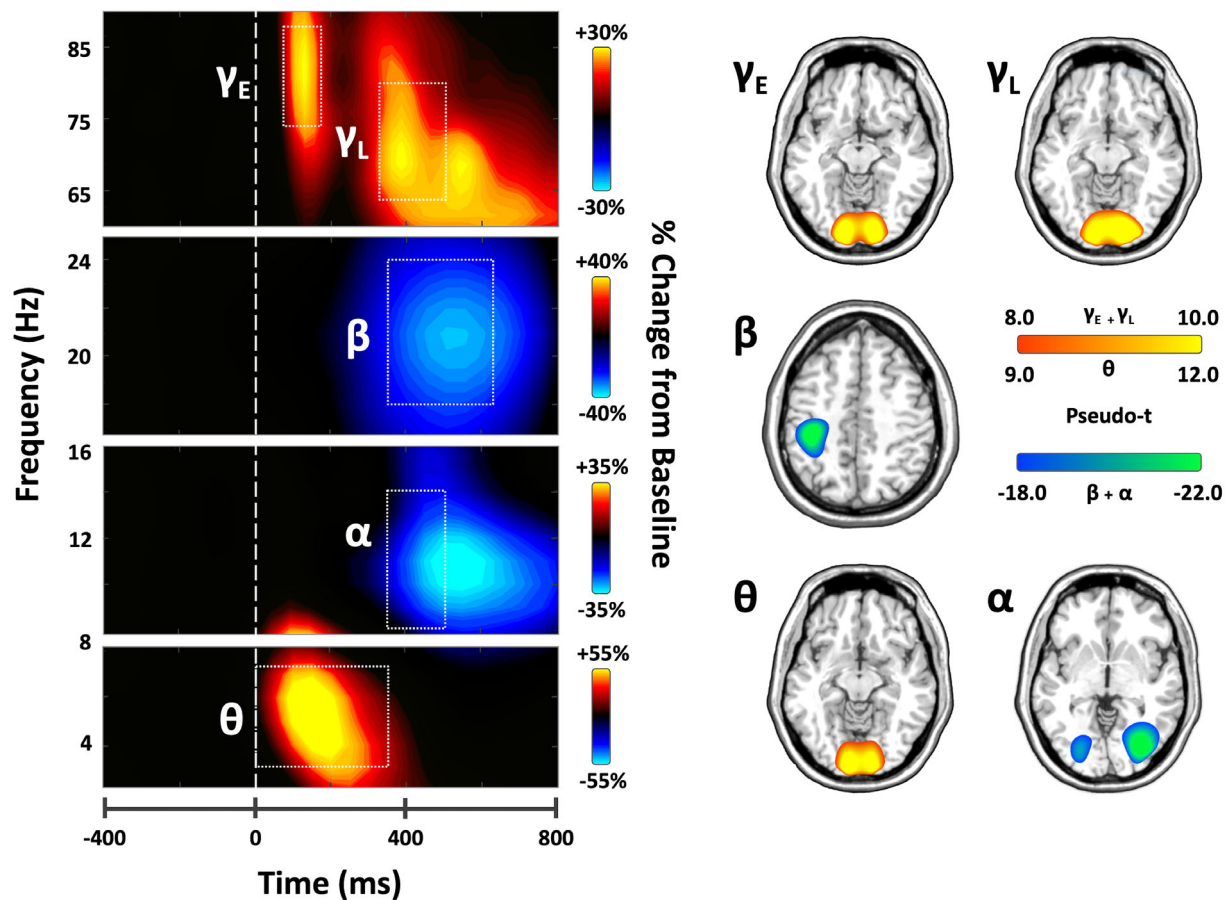 Frequency (Hz)
85
75
65
γE
γL
+30%
-30%
24
20
β
+40%
-40%
16
12
8
α
+35%
-35%
4
θ
+55%
-55%
-400
0
400
800
Time (ms)
% Change from Baseline
γE
γL
β
8.0 γE + γL 10.0
9.0 θ 12.0
Pseudo-t
-18.0 β + α -22.0
θ
α